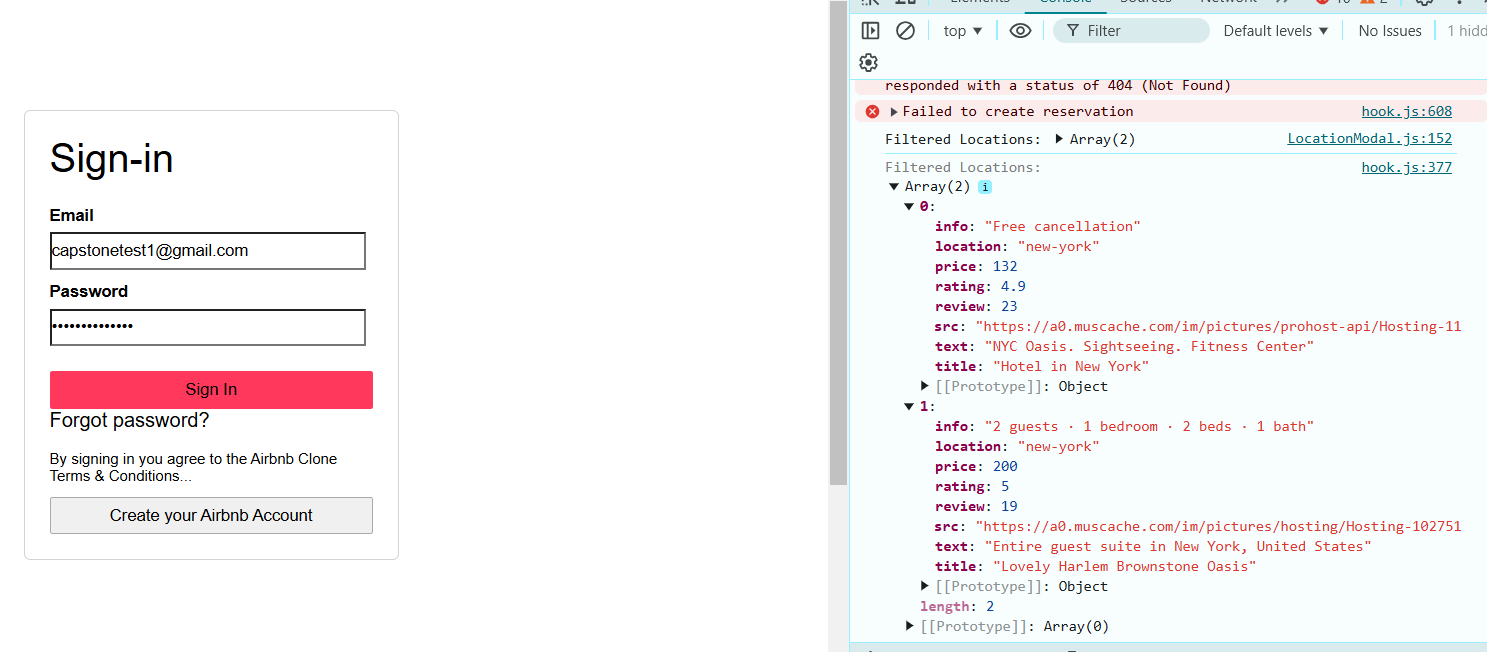 Sign-in
Email
capstonetest1@gmail.com
Password
••••••••••••••
Sign In
Forgot password?
By signing in you agree to the Airbnb Clone
Terms & Conditions...
Create your Airbnb Account
Elements Console Sources Network
top Filter Default levels No Issues 1 hidd
responded with a status of 404 (Not Found)
Failed to create reservation hook.js:608
Filtered Locations: Array(2) LocationModal.js:152
Filtered Locations: hook.js:377
Array(2) i
0:
info: "Free cancellation"
location: "new-york"
price: 132
rating: 4.9
review: 23
src: "https://a0.muscache.com/im/pictures/prohost-api/Hosting-11
text: "NYC Oasis. Sightseeing. Fitness Center"
title: "Hotel in New York"
[[Prototype]]: Object
1:
info: "2 guests · 1 bedroom · 2 beds · 1 bath"
location: "new-york"
price: 200
rating: 5
review: 19
src: "https://a0.muscache.com/im/pictures/hosting/Hosting-102751
text: "Entire guest suite in New York, United States"
title: "Lovely Harlem Brownstone Oasis"
[[Prototype]]: Object
length: 2
[[Prototype]]: Array(0)